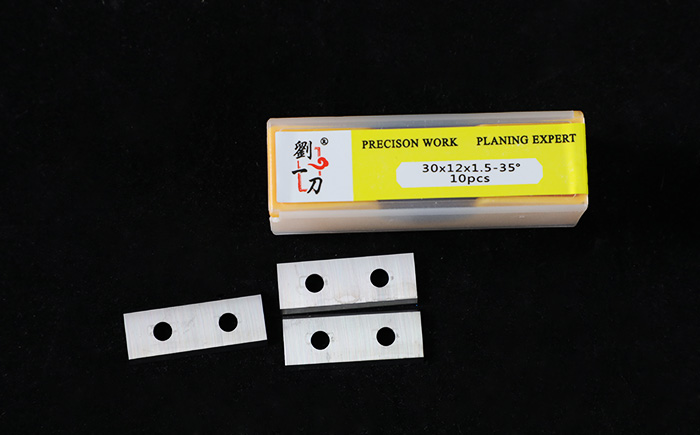 劉一刀®
PRECISON WORK PLANING EXPERT
30x12x1.5-35°
10pcs